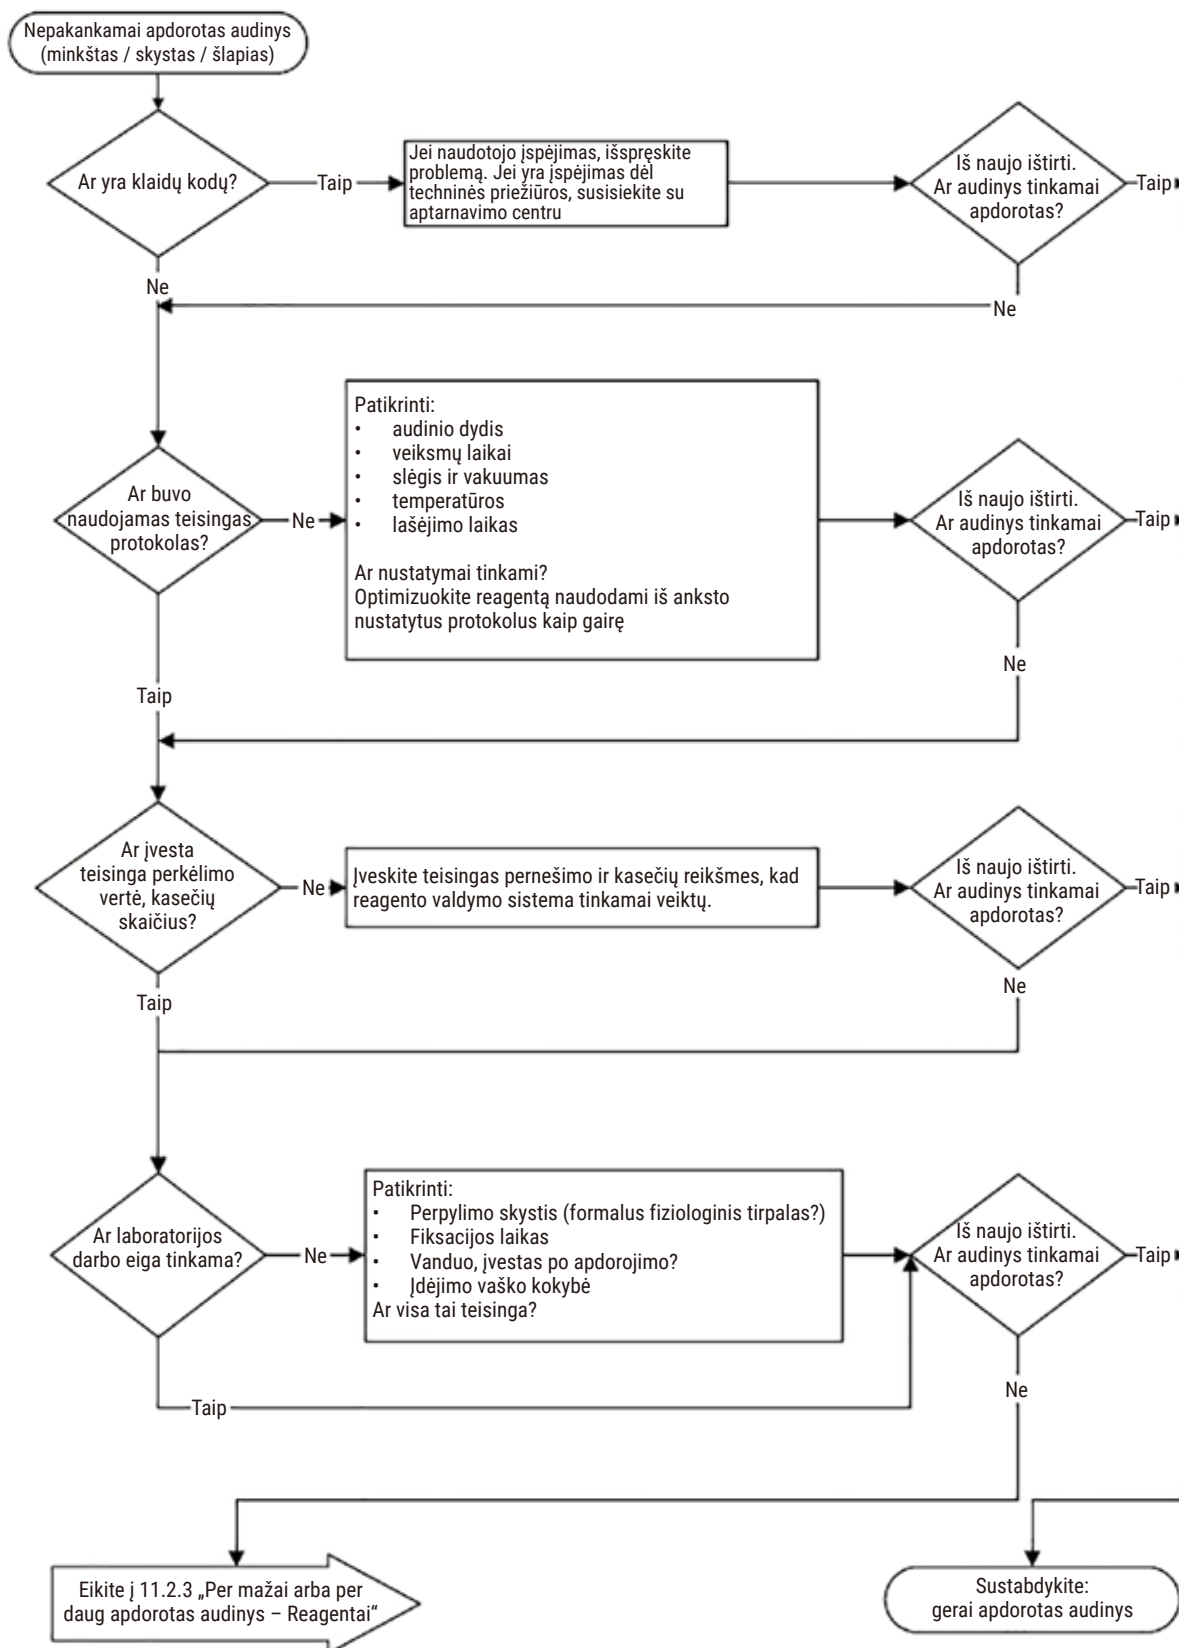 Nepakankamai apdorotas audinys
(minkštas / skystas / šlapias)
Ar yra klaidų kodų?
Taip
Jei naudotojo įspėjimas, išspręskite
problemą. Jei yra įspėjimas dėl
techninės priežiūros, susisiekite su
aptarnavimo centru
Iš naujo ištirti.
Ar audinys tinkamai
apdorotas?
Taip
Ne
Ne
Ar buvo
naudojamas teisingas
protokolas?
Ne
Patikrinti:
• audinio dydis
• veiksmų laikai
• slėgis ir vakuumas
• temperatūros
• lašėjimo laikas
Ar nustatymai tinkami?
Optimizuokite reagentą naudodami iš anksto
nustatytus protokolus kaip gairę
Iš naujo ištirti.
Ar audinys tinkamai
apdorotas?
Taip
Ne
Taip
Ar įvesta
teisinga perkėlimo
vertė, kasečių
skaičius?
Ne
Įveskite teisingas pernešimo ir kasečių reikšmes, kad
reagento valdymo sistema tinkamai veiktų.
Iš naujo ištirti.
Ar audinys tinkamai
apdorotas?
Taip
Ne
Taip
Ar laboratorijos
darbo eiga tinkama?
Ne
Patikrinti:
• Perpylimo skystis (formalus fiziologinis tirpalas?)
• Fiksacijos laikas
• Vanduo, įvestas po apdorojimo?
• Įdėjimo vaško kokybė
Ar visa tai teisinga?
Iš naujo ištirti.
Ar audinys tinkamai
apdorotas?
Taip
Ne
Taip
Eikite į 11.2.3 „Per mažai arba per
daug apdorotas audinys – Reagentai“
Sustabdykite:
gerai apdorotas audinys